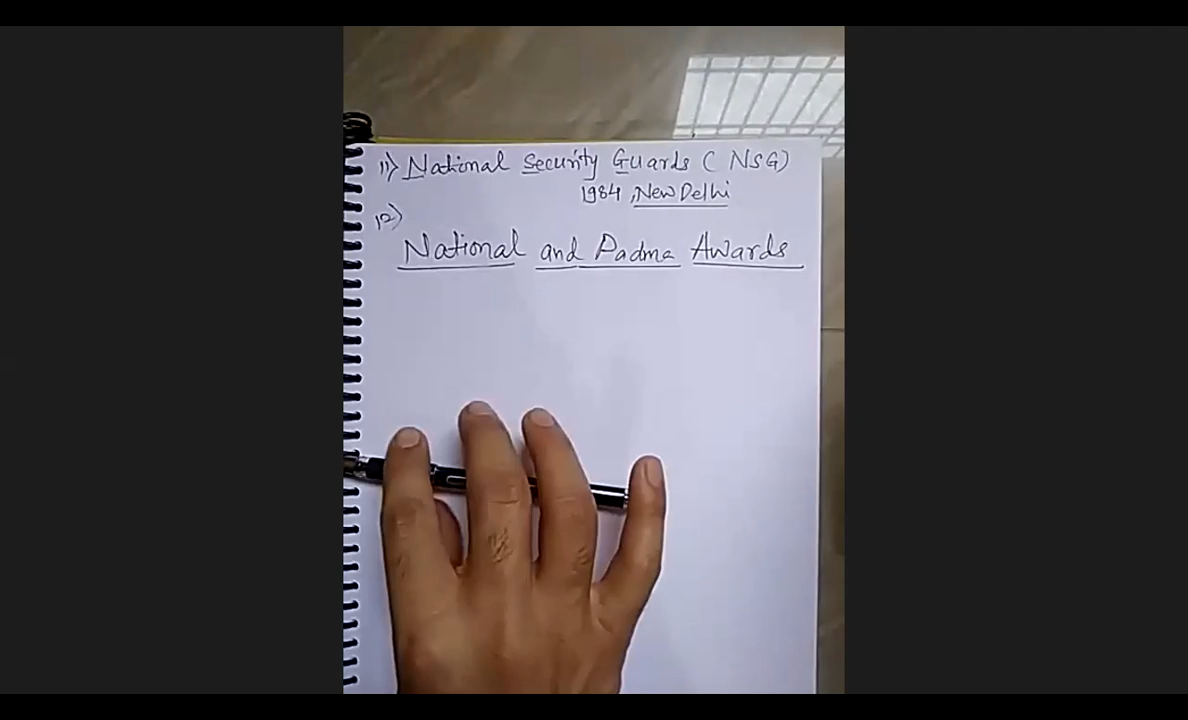 11) National Security Guards ( NSG)
1984 , New Delhi
12)
National and Padma Awards